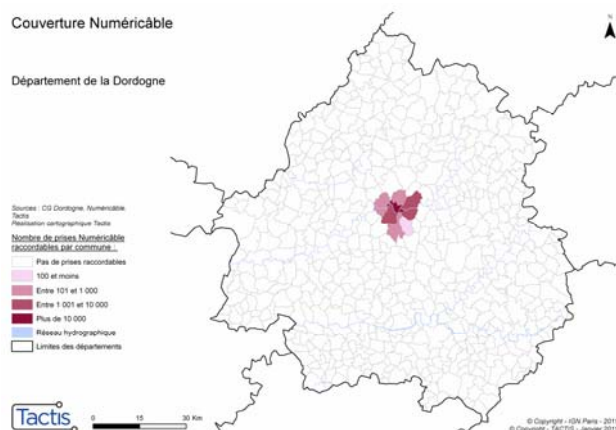 Couverture Numéricâble
Département de la Dordogne
N
Sources : CG Dordogne, Numéricâble,
Tactis
Réalisation cartographique Tactis
Nombre de prises Numéricâble
raccordables par commune :
Pas de prises raccordables
100 et moins
Entre 101 et 1 000
Entre 1 001 et 10 000
Plus de 10 000
Réseau hydrographique
Limites des départements
Tactis
0 15 30 Km
© Copyright - IGN Paris -
© Copyright - TACTIS - Janvier